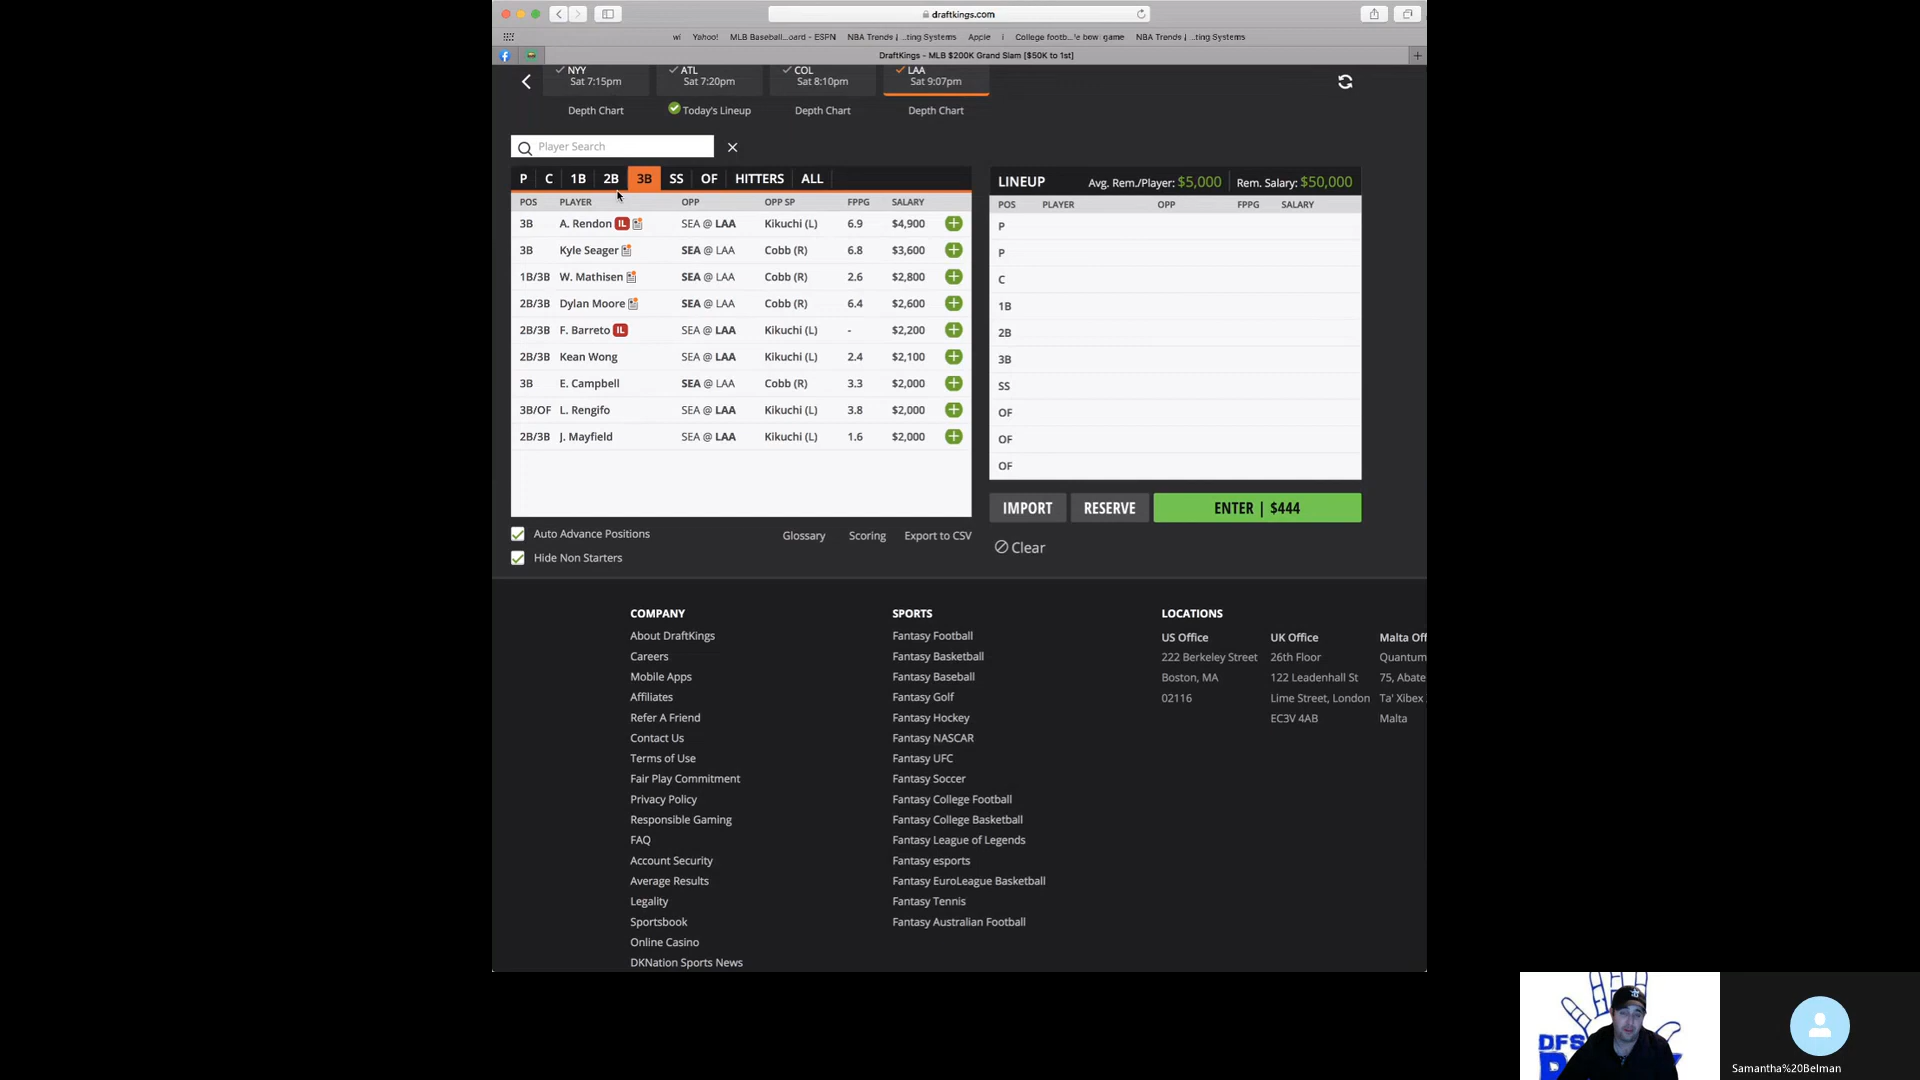 draftkings.com
wi Yahoo! MLB Baseball...oard - ESPN NBA Trends | ...ting Systems Apple i College footb...'e bowl game NBA Trends | ...ting Systems
DraftKings - MLB $200K Grand Slam [$50K to 1st]
NYY ATL COL LAA
Sat 7:15pm Sat 7:20pm Sat 8:10pm Sat 9:07pm
Depth Chart Today's Lineup Depth Chart Depth Chart
Player Search
P C 1B 2B 3B SS OF HITTERS ALL
POS PLAYER OPP OPP SP FPPG SALARY
3B A. Rendon IL SEA @ LAA Kikuchi (L) 6.9 $4,900
3B Kyle Seager SEA @ LAA Cobb (R) 6.8 $3,600
1B/3B W. Mathisen SEA @ LAA Cobb (R) 2.6 $2,800
2B/3B Dylan Moore SEA @ LAA Cobb (R) 6.4 $2,600
2B/3B F. Barreto IL SEA @ LAA Kikuchi (L) - $2,200
2B/3B Kean Wong SEA @ LAA Kikuchi (L) 2.4 $2,100
3B E. Campbell SEA @ LAA Cobb (R) 3.3 $2,000
3B/OF L. Rengifo SEA @ LAA Kikuchi (L) 3.8 $2,000
2B/3B J. Mayfield SEA @ LAA Kikuchi (L) 1.6 $2,000
Auto Advance Positions
Hide Non Starters
Glossary Scoring Export to CSV
LINEUP Avg. Rem./Player: $5,000 Rem. Salary: $50,000
POS PLAYER OPP FPPG SALARY
P
P
C
1B
2B
3B
SS
OF
OF
OF
IMPORT RESERVE ENTER | $444
Clear
COMPANY
About DraftKings
Careers
Mobile Apps
Affiliates
Refer A Friend
Contact Us
Terms of Use
Fair Play Commitment
Privacy Policy
Responsible Gaming
FAQ
Account Security
Average Results
Legality
Sportsbook
Online Casino
DKNation Sports News
SPORTS
Fantasy Football
Fantasy Basketball
Fantasy Baseball
Fantasy Golf
Fantasy Hockey
Fantasy NASCAR
Fantasy UFC
Fantasy Soccer
Fantasy College Football
Fantasy College Basketball
Fantasy League of Legends
Fantasy esports
Fantasy EuroLeague Basketball
Fantasy Tennis
Fantasy Australian Football
LOCATIONS
US Office
222 Berkeley Street
Boston, MA
02116
UK Office
26th Floor
122 Leadenhall St
Lime Street, London
EC3V 4AB
Malta Off
Quantum
75, Abate
Ta' Xibex
Malta
DFS
Samantha%20Belman